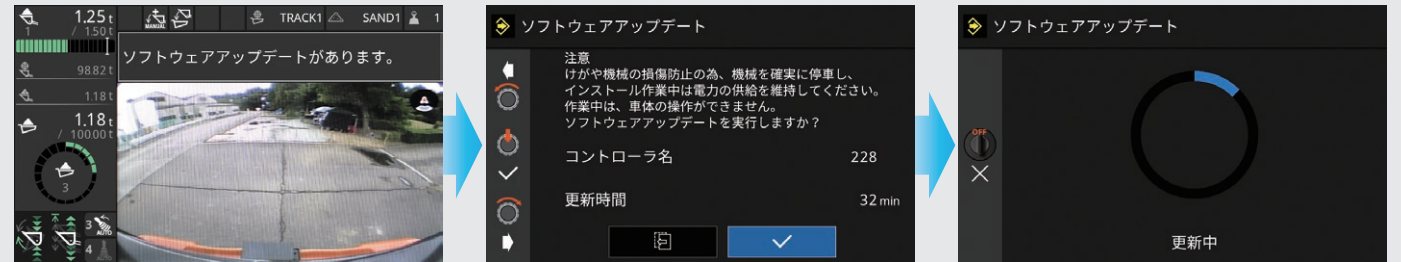 1.25 t
1 / 1.50 t
MANUAL
TRACK1
SAND1
1
ソフトウェアアップデートがあります。
98.82 t
1.18 t
1.18 t
/ 100.00 t
3
3
AUTO
4
ソフトウェアアップデート
注意
けがや機械の損傷防止の為、機械を確実に停車し、
インストール作業中は電力の供給を維持してください。
作業中は、車体の操作ができません。
ソフトウェアアップデートを実行しますか？
コントローラ名 228
更新時間 32 min
ソフトウェアアップデート
OFF
更新中